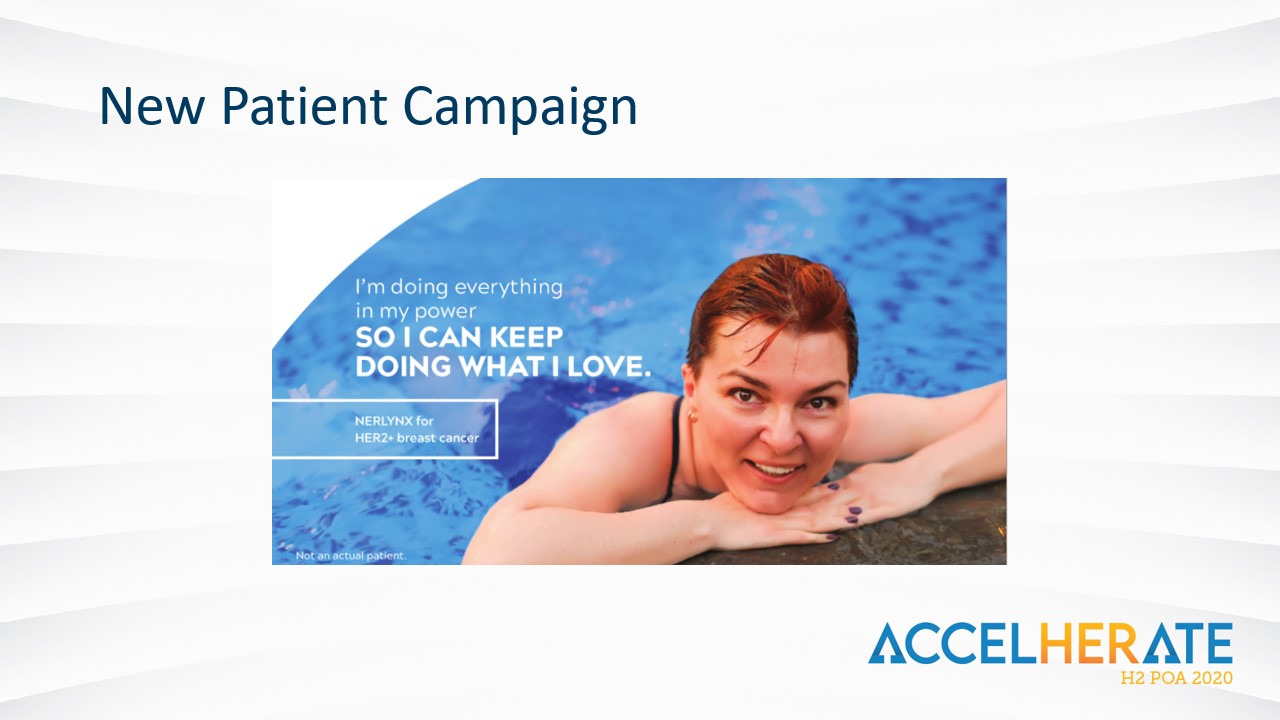 New Patient Campaign
I’m doing everything
in my power
SO I CAN KEEP
DOING WHAT I LOVE.
NERLYNX for
HER2+ breast cancer
Not an actual patient.
ACCELHERATE
H2 POA 2020